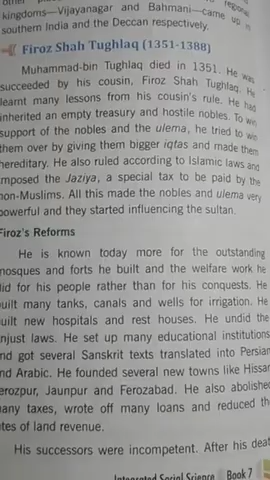 kingdoms—Vijayanagar and Bahmani—came up in
southern India and the Deccan respectively.
Firoz Shah Tughlaq (1351-1388)
Muhammad-bin Tughlaq died in 1351. He was
succeeded by his cousin, Firoz Shah Tughlaq. He
learnt many lessons from his cousin's rule. He had
inherited an empty treasury and hostile nobles. To win
support of the nobles and the ulema, he tried to win
them over by giving them bigger iqtas and made them
hereditary. He also ruled according to Islamic laws and
imposed the Jaziya, a special tax to be paid by the
non-Muslims. All this made the nobles and ulema very
powerful and they started influencing the sultan.
Firoz's Reforms
He is known today more for the outstanding
mosques and forts he built and the welfare work he
did for his people rather than for his conquests. He
built many tanks, canals and wells for irrigation. He
built new hospitals and rest houses. He undid the
unjust laws. He set up many educational institutions
and got several Sanskrit texts translated into Persian
and Arabic. He founded several new towns like Hissar
Ferozpur, Jaunpur and Ferozabad. He also abolished
many taxes, wrote off many loans and reduced the
rates of land revenue.
His successors were incompetent. After his deat
Integrated Social Science Book 7